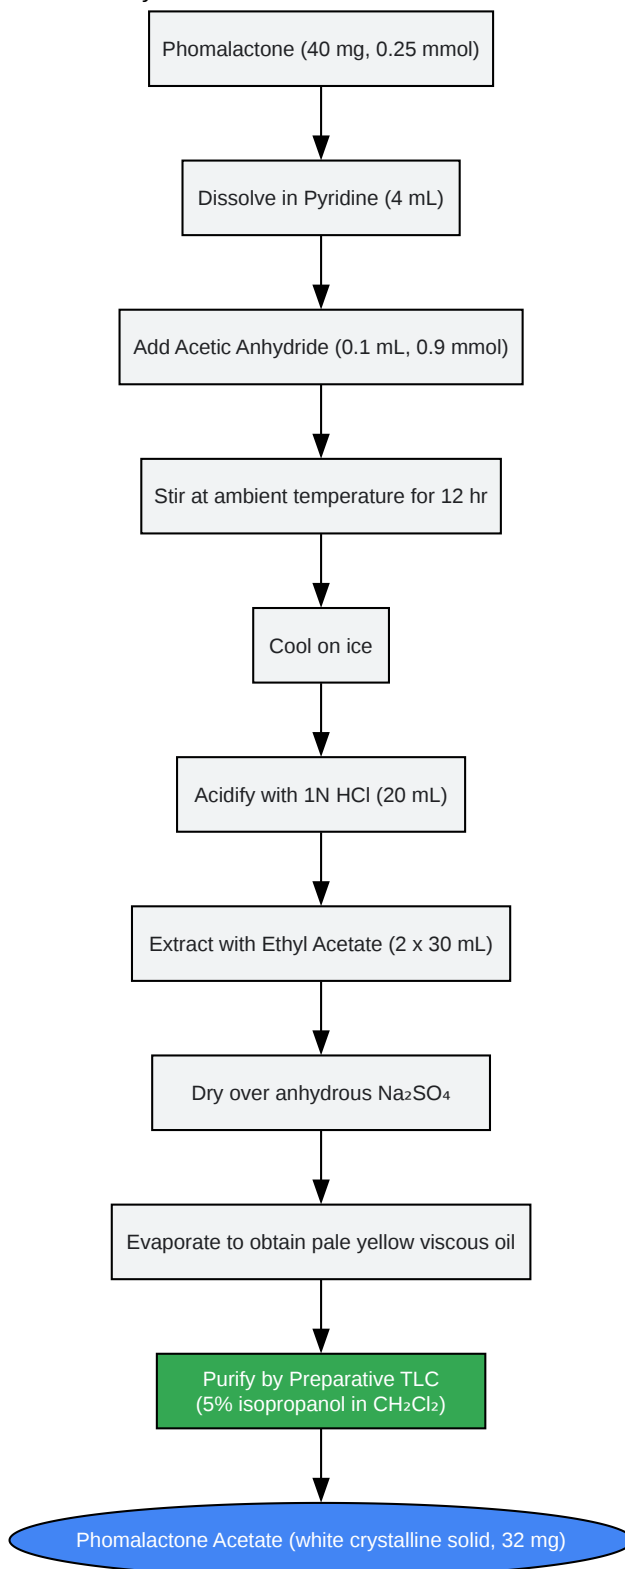 Phomalactone (40 mg, 0.25 mmol)
Dissolve in Pyridine (4 mL)
Add Acetic Anhydride (0.1 mL, 0.9 mmol)
Stir at ambient temperature for 12 hr
Cool on ice
Acidify with 1N HCl (20 mL)
Extract with Ethyl Acetate (2 x 30 mL)
Dry over anhydrous Na₂SO₄
Evaporate to obtain pale yellow viscous oil
Purify by Preparative TLC
(5% isopropanol in CH₂Cl₂)
Phomalactone Acetate (white crystalline solid, 32 mg)